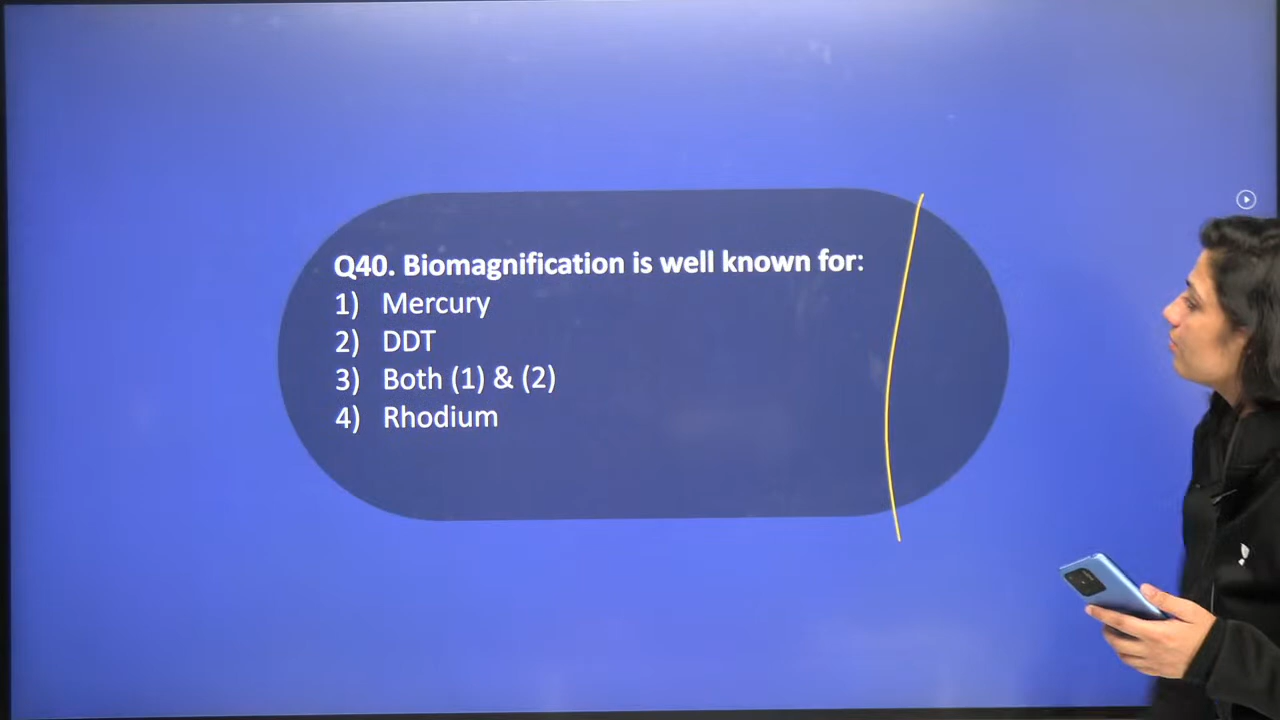 Q40. Biomagnification is well known for:
1) Mercury
2) DDT
3) Both (1) & (2)
4) Rhodium